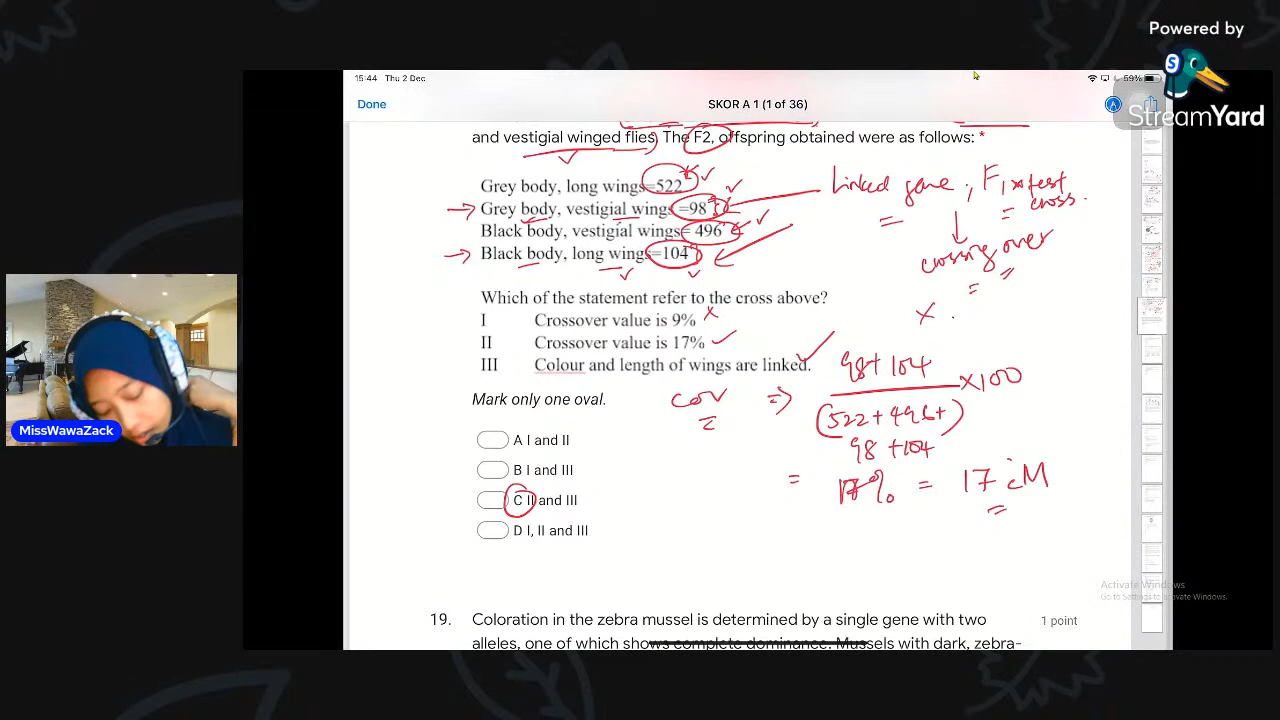 Powered by
StreamYard
15:44 Thu 2 Dec
59%
Done
SKOR A 1 (1 of 36)
and vestigial winged flies) The F2, offspring obtained were as follows: *
Grey body, long wings=522
Grey body, vestigial wings =98
Black body, vestigial wings= 496
Black body, long wings=104
Linked gene, F1 x test
cross.
crossing over
x
Which of the statement refer to the cross above?
I Crossover value is 9% x
II Crossover value is 17%
III Colour and length of wings are linked.
Mark only one oval.
COV => 98+104 x100
(522+496+)
98+104
= 17% = 17 cM
A I and II
B I and III
C II and III
D I, II and III
MissWawaZack
Activate Windows
Go to Settings to activate Windows.
19. Coloration in the zebra mussel is determined by a single gene with two 1 point
alleles, one of which shows complete dominance. Mussels with dark, zebra-